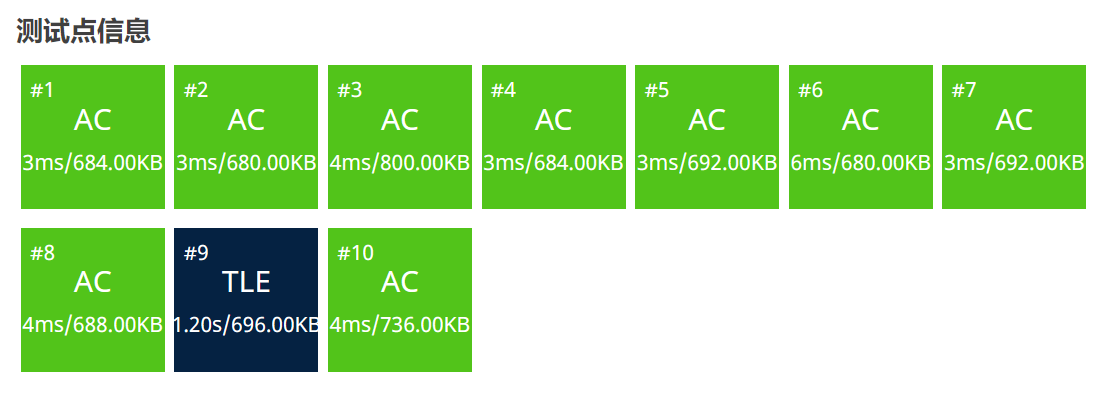 测试点信息
#1
AC
3ms/684.00KB
#2
AC
3ms/680.00KB
#3
AC
4ms/800.00KB
#4
AC
3ms/684.00KB
#5
AC
3ms/692.00KB
#6
AC
6ms/680.00KB
#7
AC
3ms/692.00KB
#8
AC
4ms/688.00KB
#9
TLE
1.20s/696.00KB
#10
AC
4ms/736.00KB